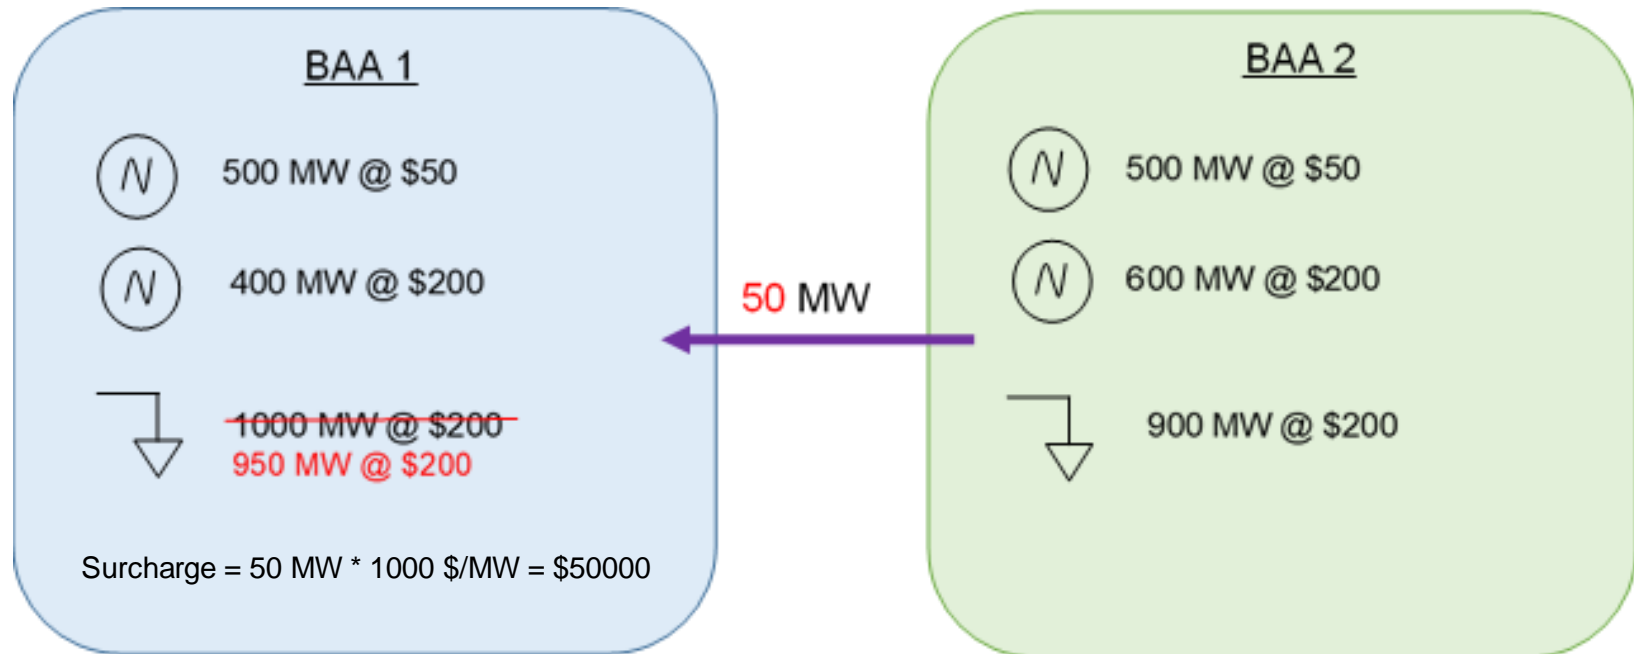 BAA 1
500 MW @ $50
400 MW @ $200
1000 MW @ $200
950 MW @ $200
Surcharge = 50 MW * 1000 $/MW = $50000
50 MW
BAA 2
500 MW @ $50
600 MW @ $200
900 MW @ $200